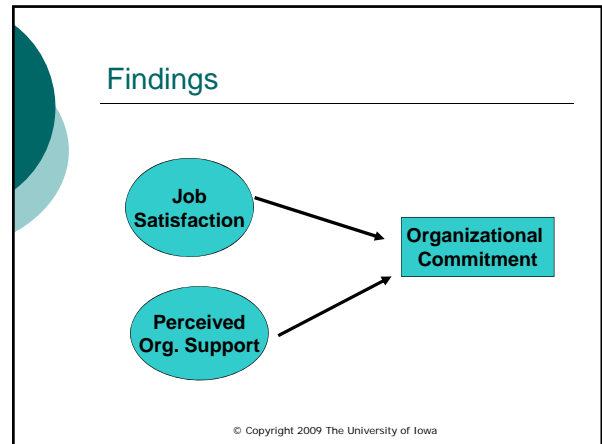 Findings
Job
Satisfaction
Organizational
Commitment
Perceived
Org. Support
© Copyright 2009 The University of Iowa